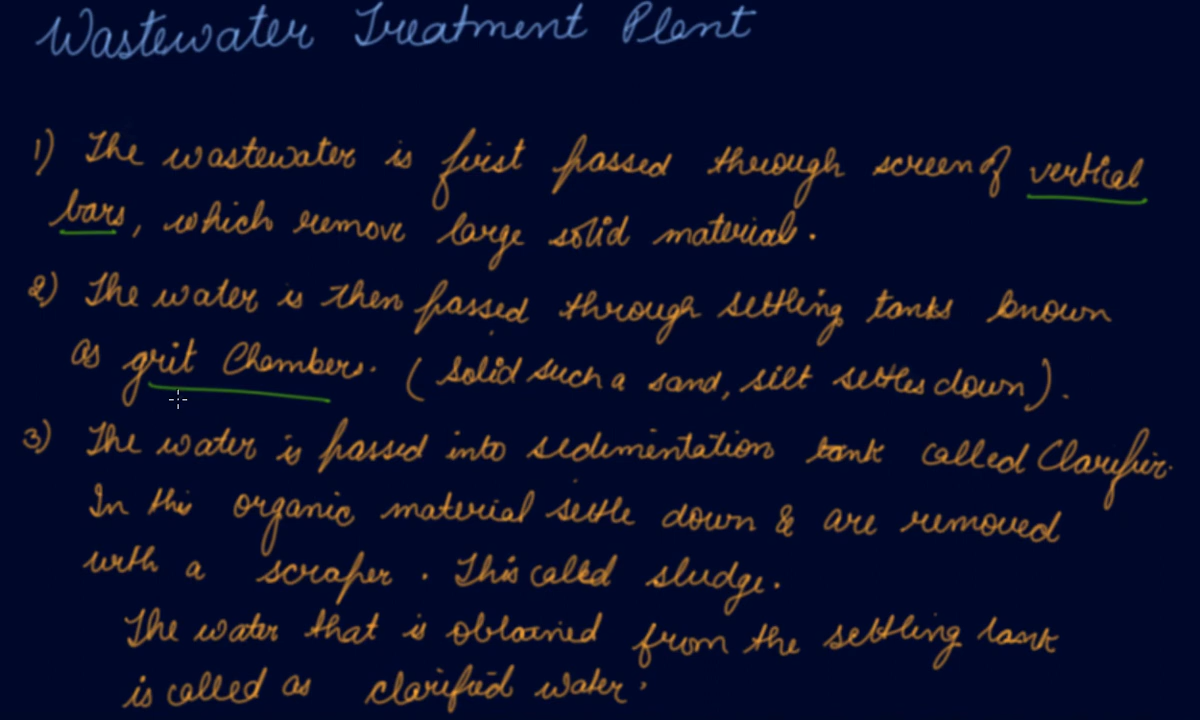 Wastewater Treatment Plant
1) The wastewater is first passed through screen of vertical
bars, which remove large solid material.
2) The water is then passed through settling tanks known
as grit Chambers. (solid such a sand, silt settles down).
3) The water is passed into sedimentation tank called Clarifier.
In this organic material settle down & are removed
with a scraper. This called sludge.
The water that is obtained from the settling tank
is called as clarified water.